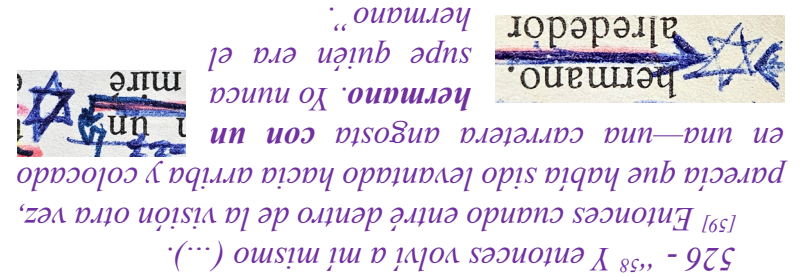 526 - “58 Y entonces volví a mí mismo (…).
[59] Entonces cuando entré dentro de la visión otra vez,
parecía que había sido levantado hacia arriba y colocado
en una—una carretera angosta con un
hermano. Yo nunca
supe quién era el
hermano”.
un
miré
hermano.
alrededor